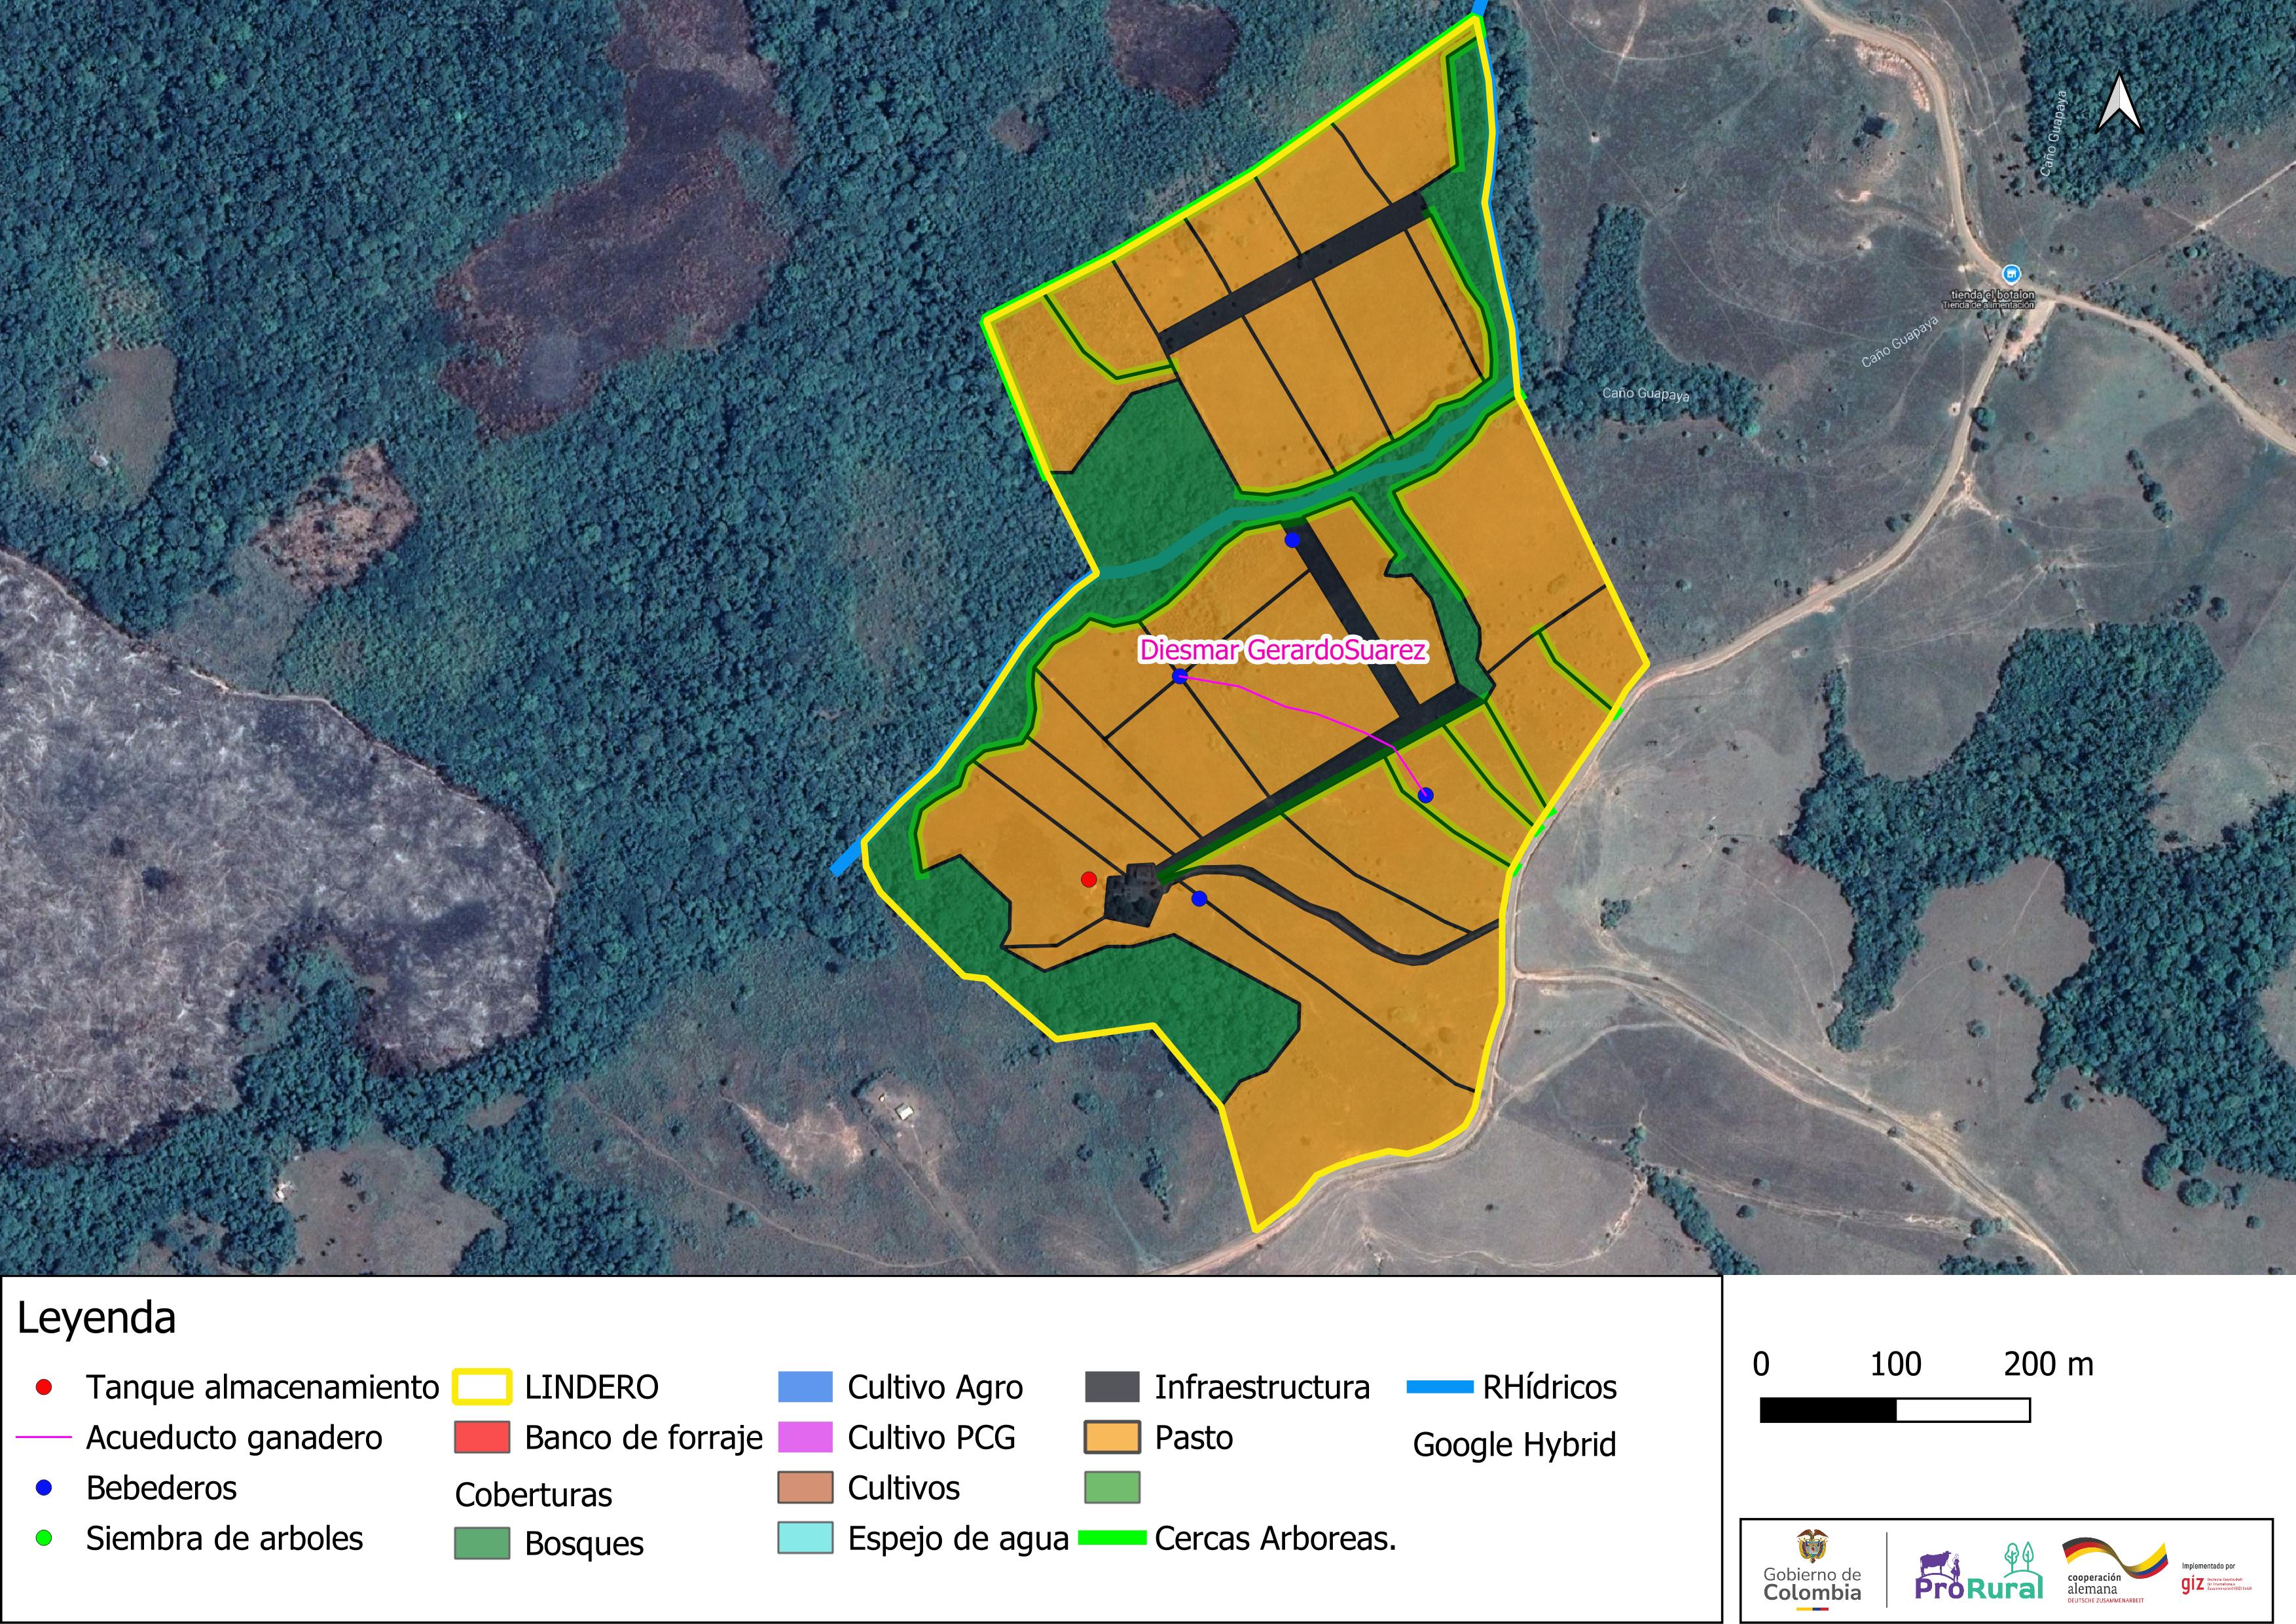 Caño Guapaya
tienda el botalon
Tienda de alimentación
Caño Guapaya
Caño Guapaya
Diesmar GerardoSuarez
Leyenda
Tanque almacenamiento
Acueducto ganadero
Bebederos
Siembra de arboles
LINDERO
Banco de forraje
Coberturas
Bosques
Cultivo Agro
Cultivo PCG
Cultivos
Espejo de agua
Infraestructura
Pasto
Cercas Arboreas.
RHídricos
Google Hybrid
0 100 200 m
Gobierno de
Colombia
ProRural
cooperación
alemana
DEUTSCHE ZUSAMMENARBEIT
Implementado por
giz